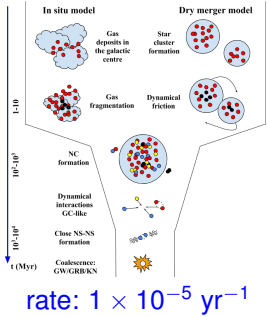 In situ model
Dry merger model
Gas
deposits in
the galactic
centre
Star
cluster
formation
Gas
fragmentation
Dynamical
friction
1-10
NC
formation
10²-10³
Dynamical
interactions
GC-like
Close NS-NS
formation
10³-10⁴
Coalescence:
GW/GRB/KN
t (Myr)
rate: 1 × 10⁻⁵ yr⁻¹